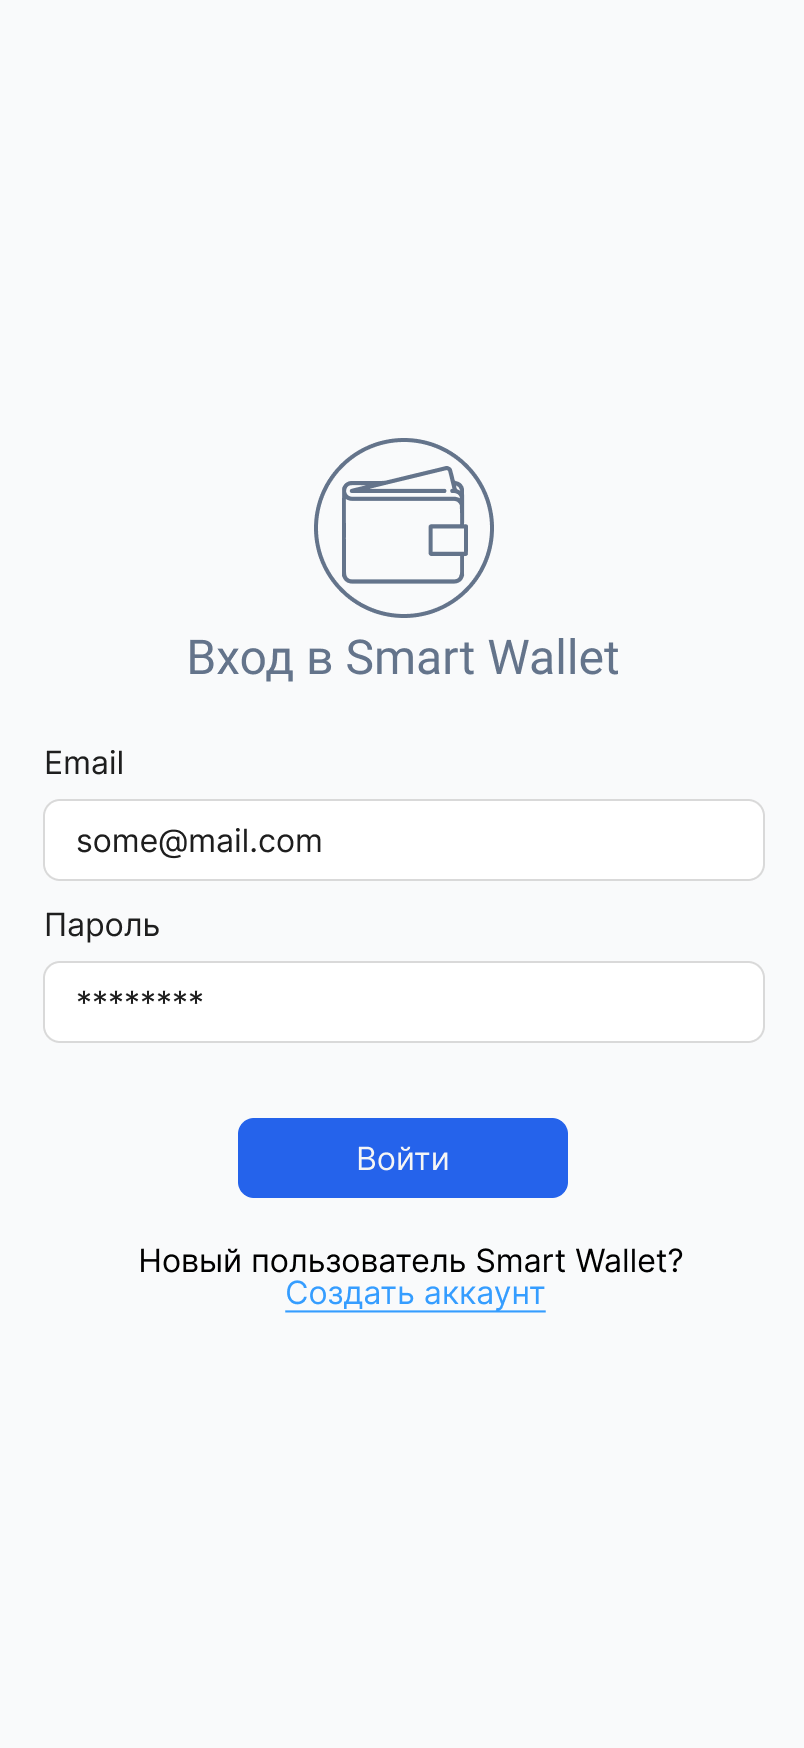 Вход в Smart Wallet
Email
some@mail.com
Пароль
********
Войти
Новый пользователь Smart Wallet?
Создать аккаунт